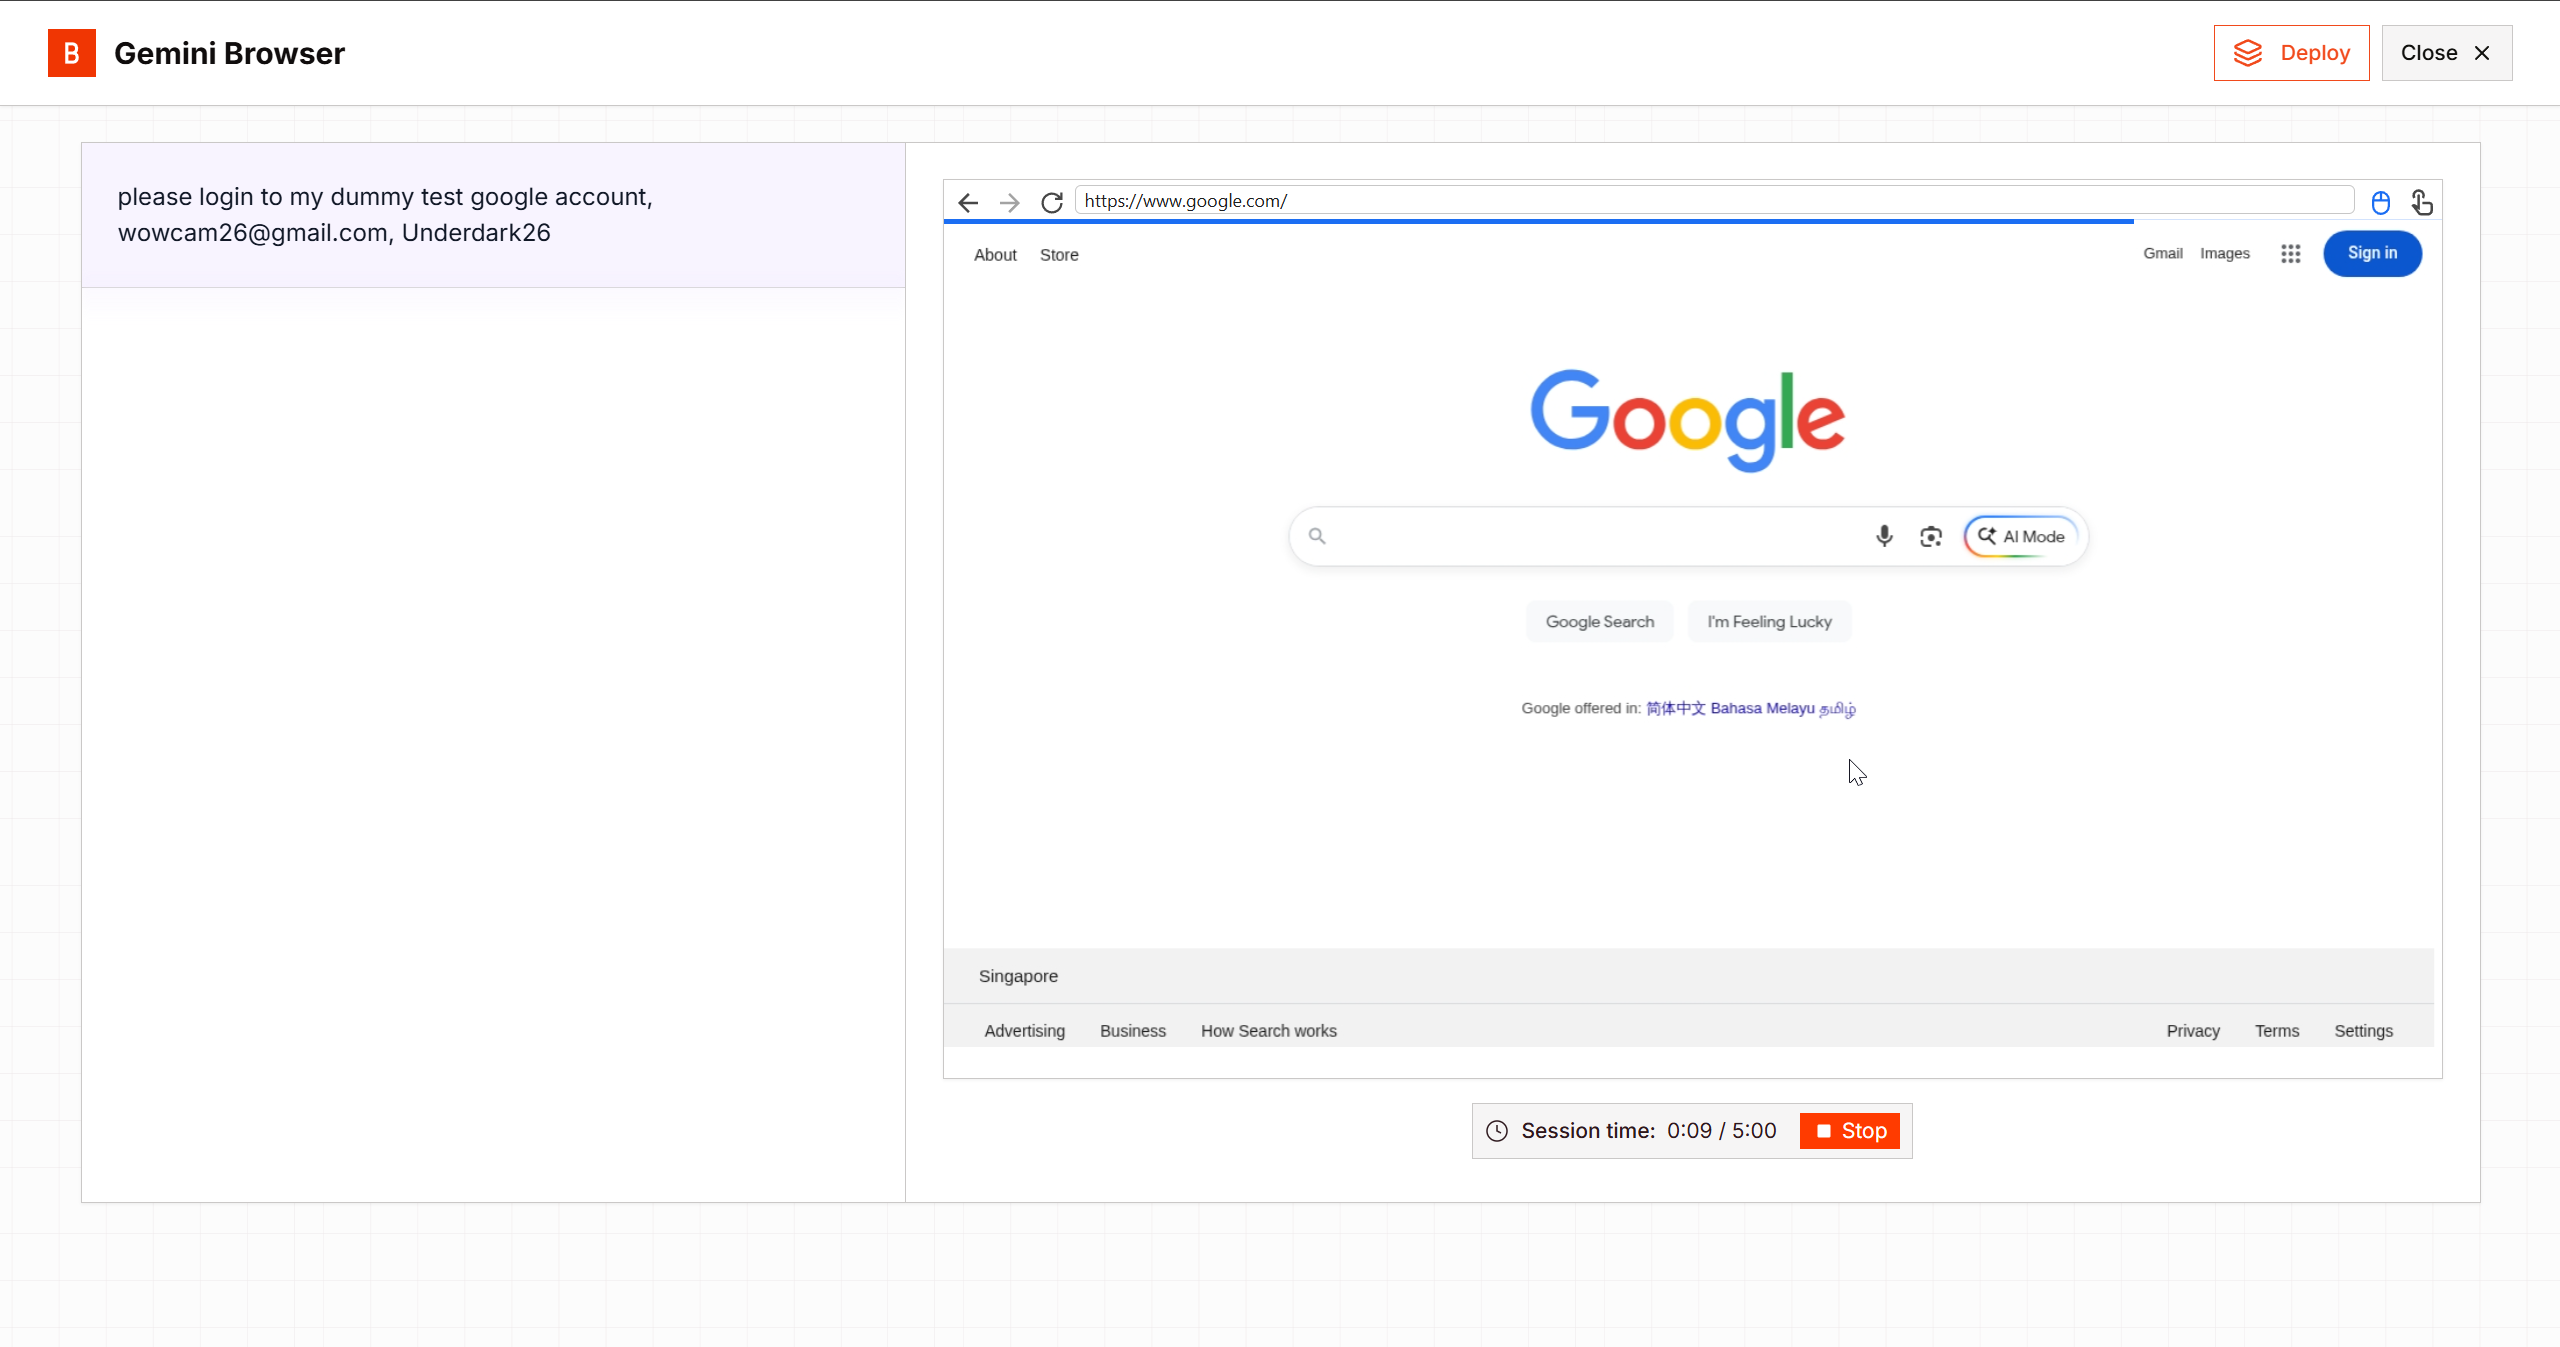 B Gemini Browser
Deploy
Close
please login to my dummy test google account,
wowcam26@gmail.com, Underdark26
https://www.google.com/
About Store
Gmail Images
Sign in
Google
AI Mode
Google Search I'm Feeling Lucky
Google offered in: 简体中文 Bahasa Melayu தமிழ்
Singapore
Advertising Business How Search works
Privacy Terms Settings
Session time: 0:09 / 5:00 Stop